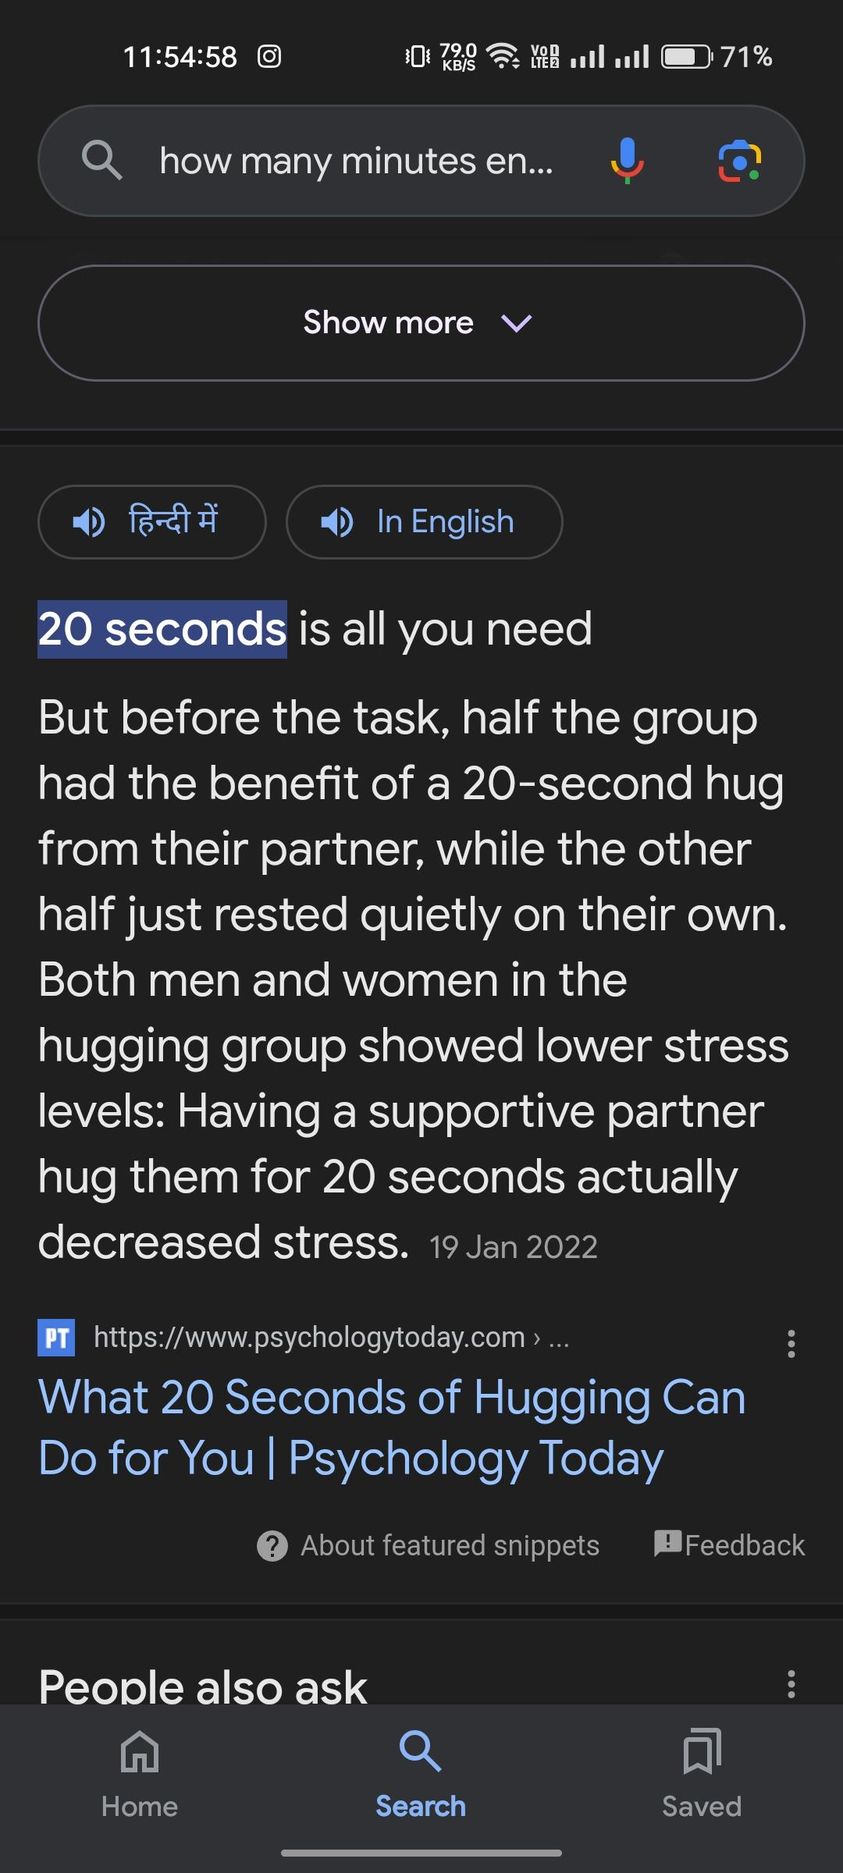 11:54:58 79.0 KB/S VoD LTE2 71%
how many minutes en...
Show more
हिन्दी में In English
20 seconds is all you need
But before the task, half the group
had the benefit of a 20-second hug
from their partner, while the other
half just rested quietly on their own.
Both men and women in the
hugging group showed lower stress
levels: Having a supportive partner
hug them for 20 seconds actually
decreased stress. 19 Jan 2022
PT https://www.psychologytoday.com › ...
What 20 Seconds of Hugging Can
Do for You | Psychology Today
About featured snippets Feedback
People also ask
Home Search Saved